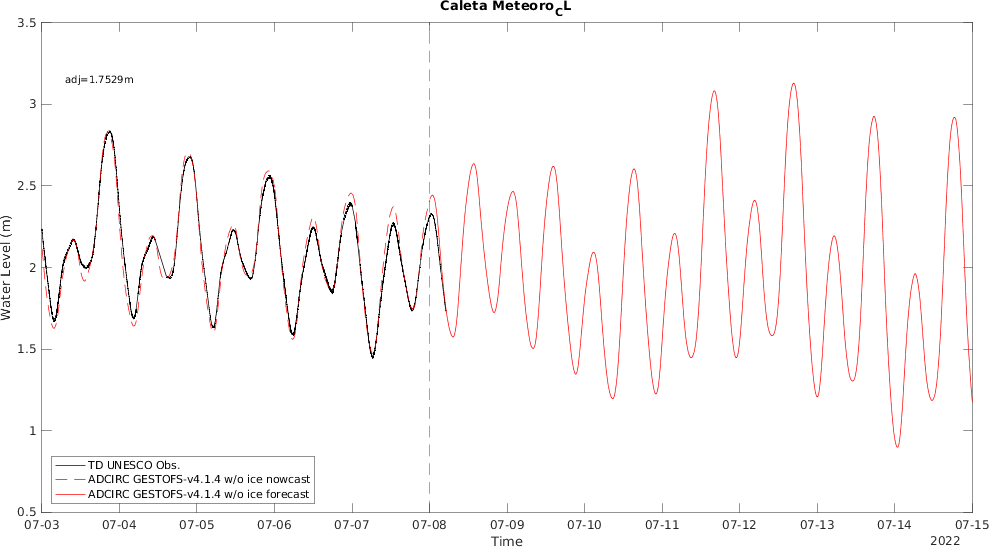 Caleta Meteoro_CL
3.5
adj=1.7529m
3
2.5
2
1.5
1
0.5
Water Level (m)
TD UNESCO Obs.
ADCIRC GESTOFS-v4.1.4 w/o ice nowcast
ADCIRC GESTOFS-v4.1.4 w/o ice forecast
07-03 07-04 07-05 07-06 07-07 07-08 07-09 07-10 07-11 07-12 07-13 07-14 07-15
Time
2022